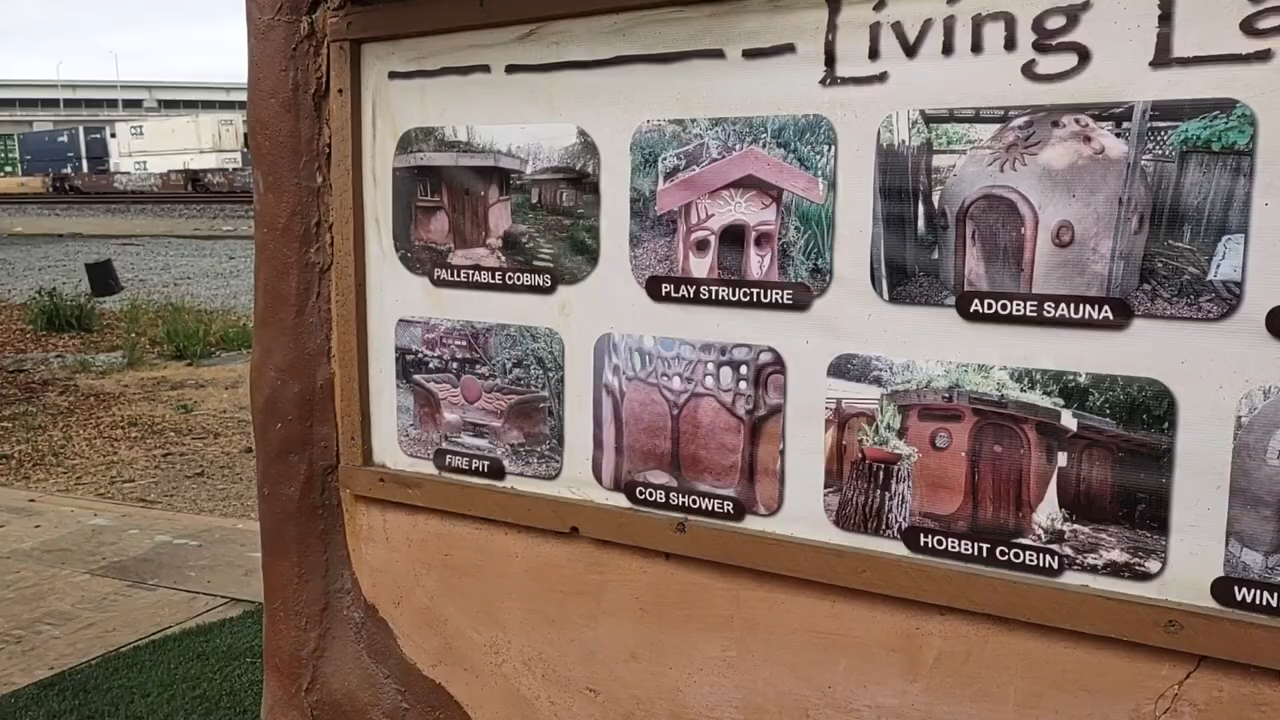 Living
PALLETABLE COBINS
PLAY STRUCTURE
ADOBE SAUNA
FIRE PIT
COB SHOWER
HOBBIT COBIN